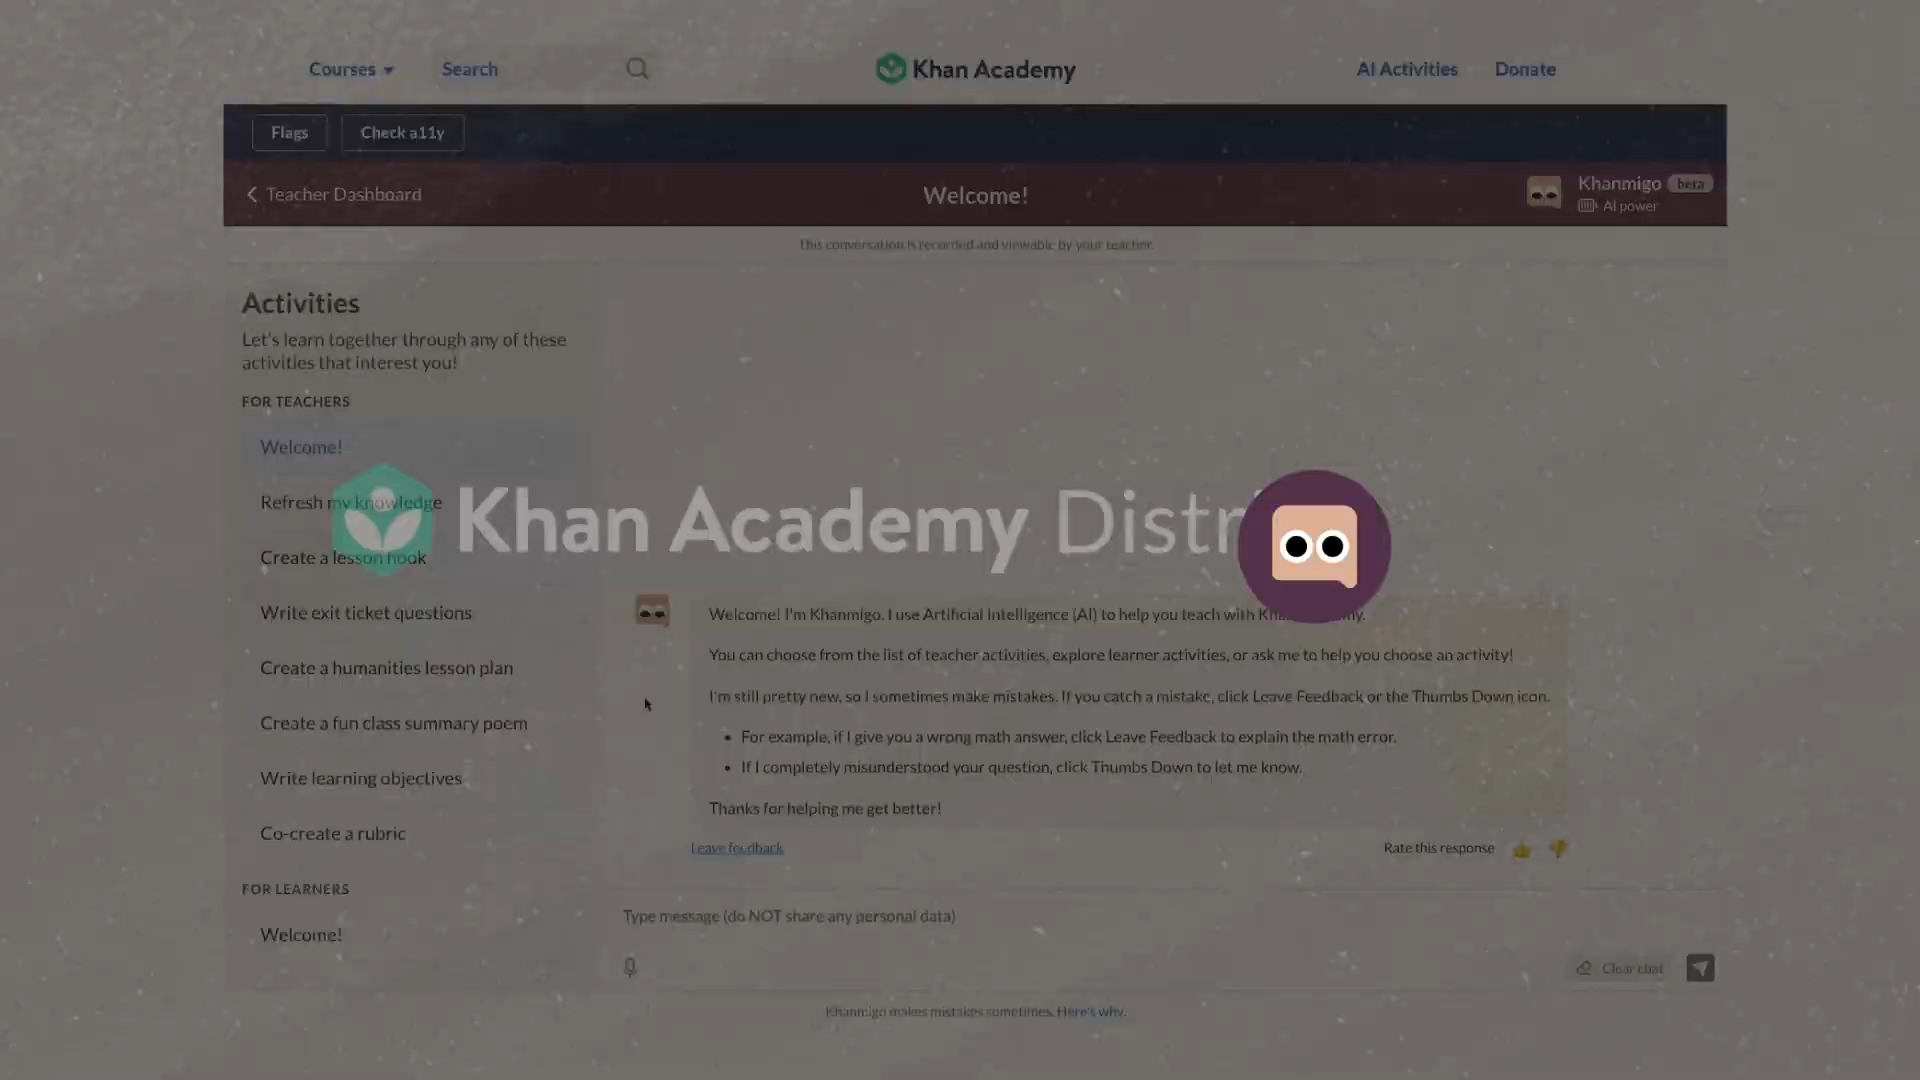 Courses
Search
Khan Academy
AI Activities
Donate
Flags
Check a11y
Teacher Dashboard
Welcome!
Khanmigo beta
AI power
This conversation is recorded and viewable by your teacher.
Activities
Let's learn together through any of these
activities that interest you!
FOR TEACHERS
Welcome!
Refresh my knowledge
Create a lesson hook
Khan Academy Distri
Write exit ticket questions
Create a humanities lesson plan
Create a fun class summary poem
Write learning objectives
Co-create a rubric
FOR LEARNERS
Welcome!
Welcome! I'm Khanmigo. I use Artificial Intelligence (AI) to help you teach with
You can choose from the list of teacher activities, explore learner activities, or ask me to help you choose an activity!
I'm still pretty new, so I sometimes make mistakes. If you catch a mistake, click Leave Feedback or the Thumbs Down icon.
• For example, if I give you a wrong math answer, click Leave Feedback to explain the math error.
• If I completely misunderstood your question, click Thumbs Down to let me know.
Thanks for helping me get better!
Leave feedback
Rate this response
Type message (do NOT share any personal data)
Clear chat
Khanmigo makes mistakes sometimes. Here's why.